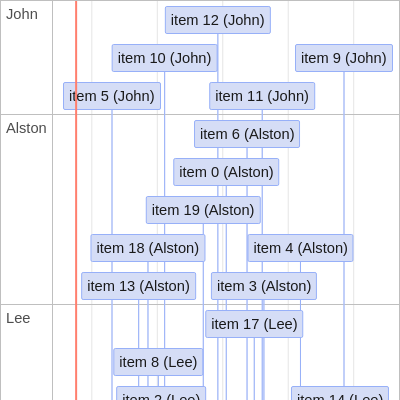 John
item 12 (John)
item 10 (John)
item 9 (John)
item 5 (John)
item 11 (John)
Alston
item 6 (Alston)
item 0 (Alston)
item 19 (Alston)
item 18 (Alston)
item 4 (Alston)
item 13 (Alston)
item 3 (Alston)
Lee
item 17 (Lee)
item 8 (Lee)
item 2 (Lee)
item 14 (Lee)